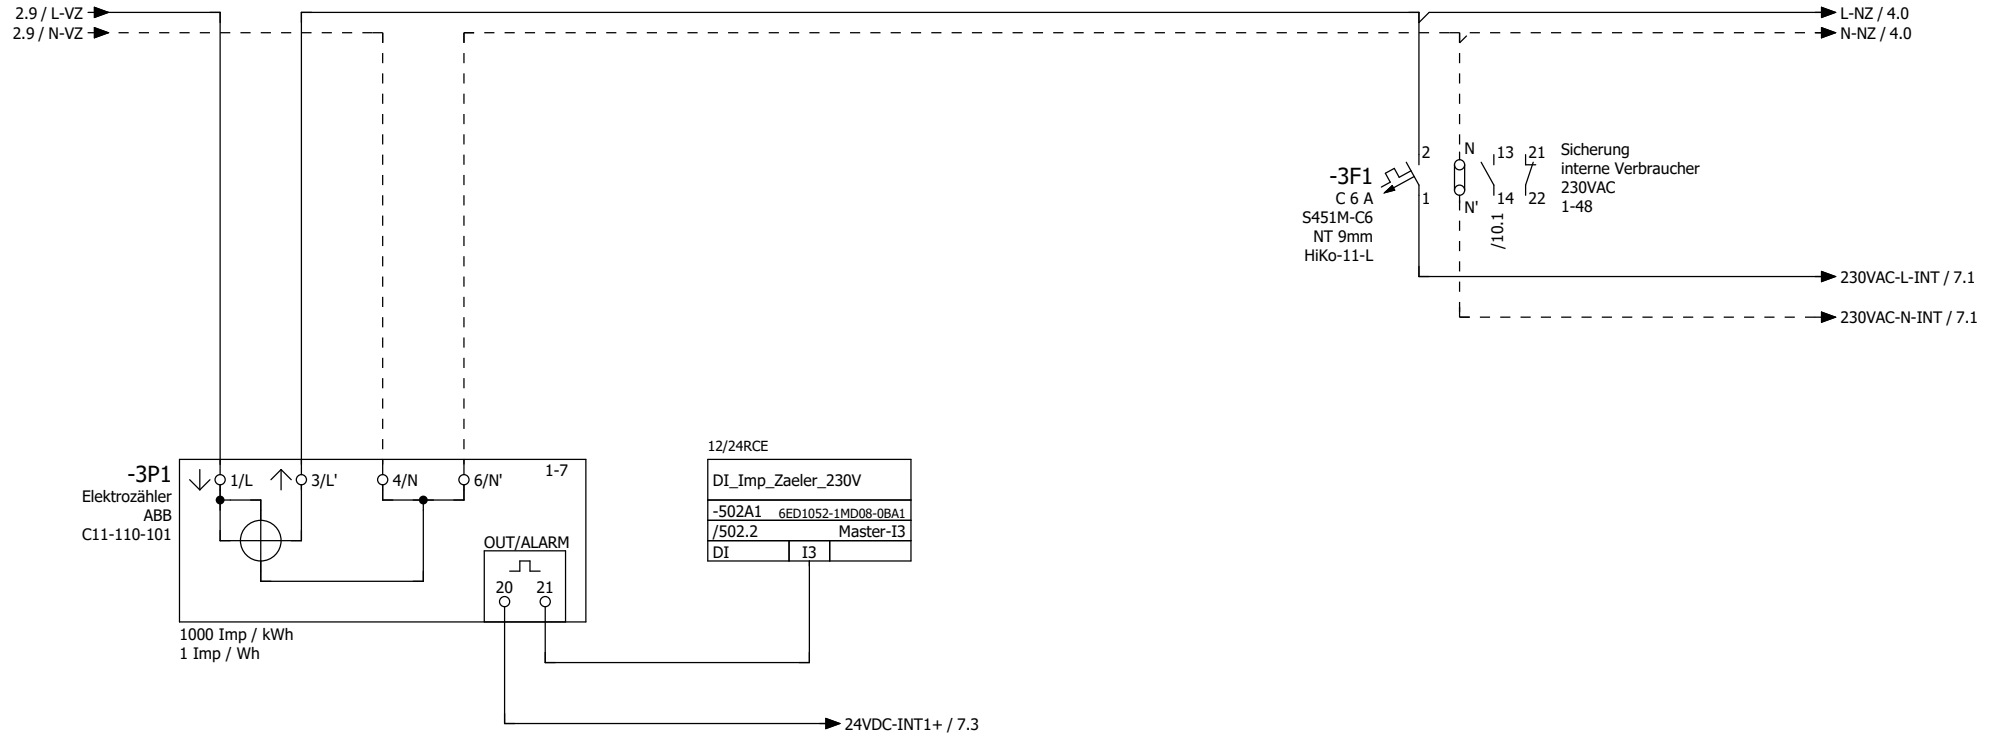 2.9 / L-VZ
2.9 / N-VZ
L-NZ / 4.0
N-NZ / 4.0
-3F1
C 6 A
S451M-C6
NT 9mm
HiKo-11-L
2
1
N
N'
13
14
/10.1
21
22
Sicherung
interne Verbraucher
230VAC
1-48
230VAC-L-INT / 7.1
230VAC-N-INT / 7.1
-3P1
Elektrozähler
ABB
C11-110-101
1/L
3/L'
4/N
6/N'
1-7
OUT/ALARM
20
21
1000 Imp / kWh
1 Imp / Wh
12/24RCE
DI_Imp_Zaeler_230V
-502A1 6ED1052-1MD08-0BA1
/502.2 Master-I3
DI I3
24VDC-INT1+ / 7.3